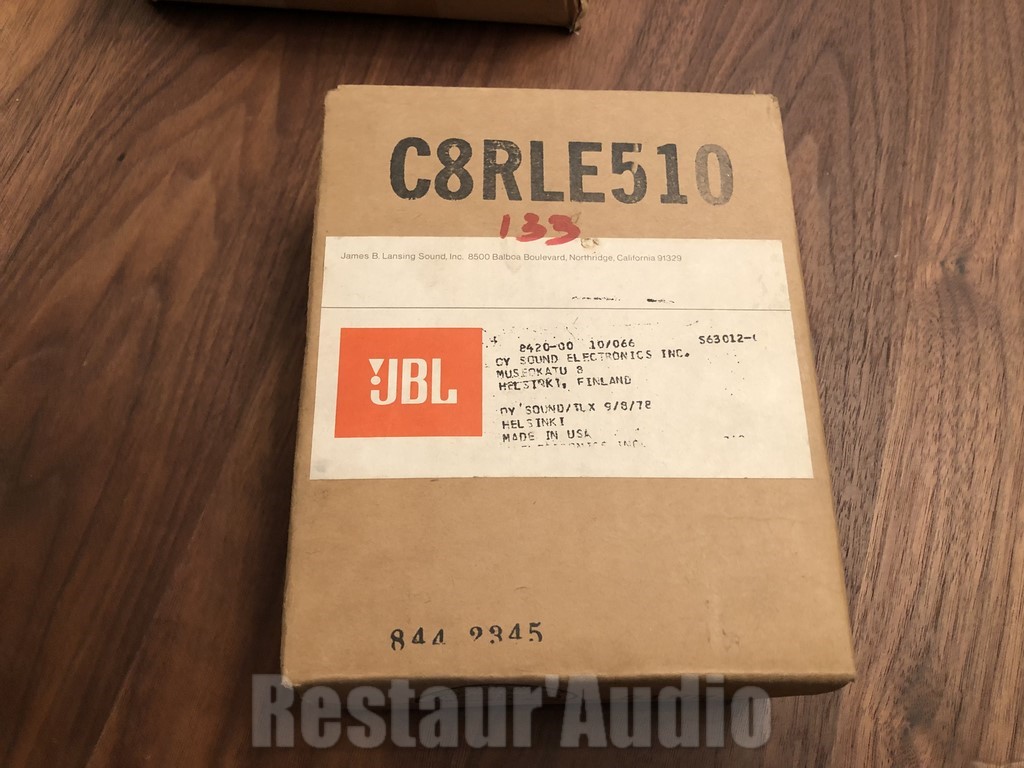 C8RLE510
133
James B. Lansing Sound, Inc. 8500 Balboa Boulevard, Northridge, California 91329
JBL
8420-00 10/066 S63012-
OY SOUND ELECTRONICS INC.
MUSEOKATU 8
HELSINKI, FINLAND
OY SOUND/TLX 9/8/78
HELSINKI
MADE IN USA
844 2345
Restaur'Audio